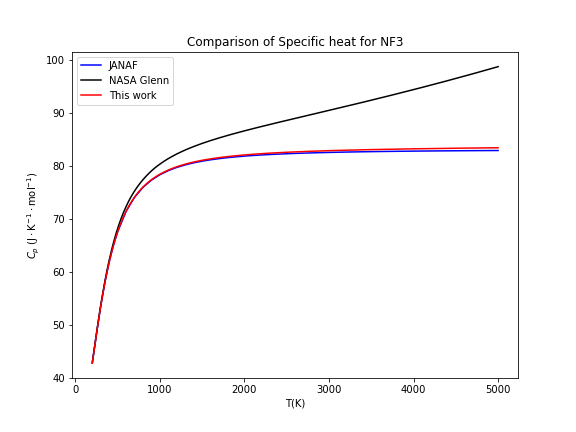 Comparison of Specific heat for NF3
JANAF
NASA Glenn
This work
100
90
80
70
60
50
40
C_p (J · K⁻¹ · mol⁻¹)
0
1000
2000
3000
4000
5000
T(K)